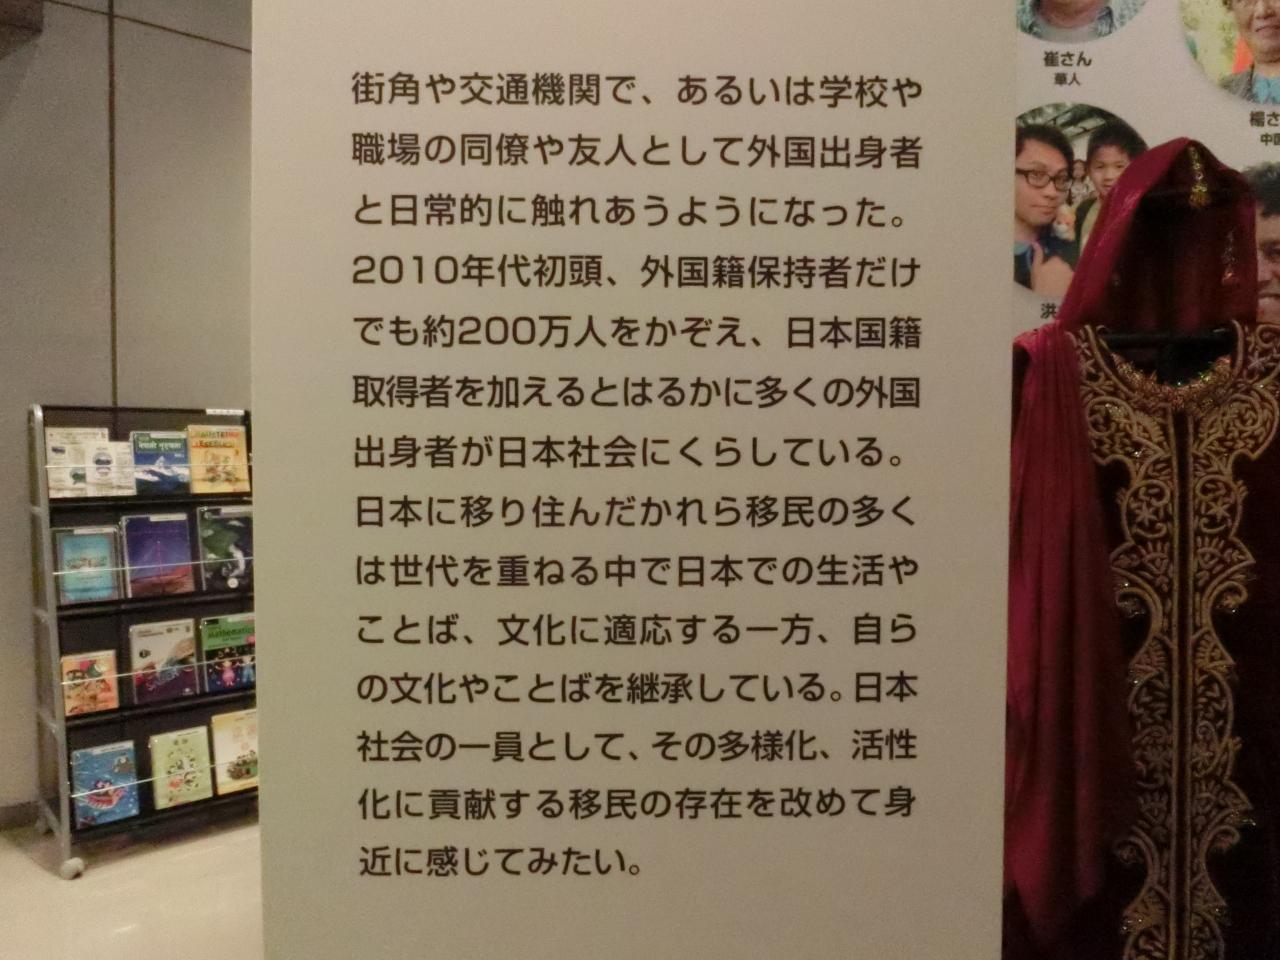 街角や交通機関で、あるいは学校や
職場の同僚や友人として外国出身者
と日常的に触れあうようになった。
2010年代初頭、外国籍保持者だけ
でも約200万人をかぞえ、日本国籍
取得者を加えるとはるかに多くの外国
出身者が日本社会にくらしている。
日本に移り住んだかれら移民の多く
は世代を重ねる中で日本での生活や
ことば、文化に適応する一方、自ら
の文化やことばを継承している。日本
社会の一員として、その多様化、活性
化に貢献する移民の存在を改めて身
近に感じてみたい。
崔さん
華人
楊さ
中国
洪
Mathematics